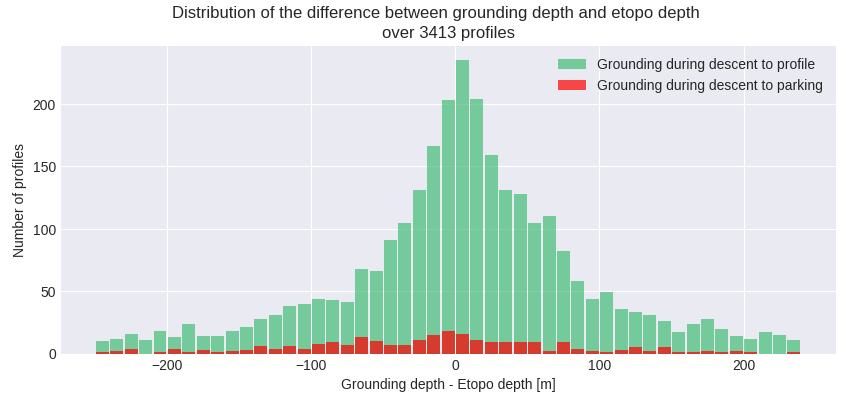 Distribution of the difference between grounding depth and etopo depth
over 3413 profiles
Grounding during descent to profile
Grounding during descent to parking
Number of profiles
200
150
100
50
0
−200
−100
0
100
200
Grounding depth - Etopo depth [m]